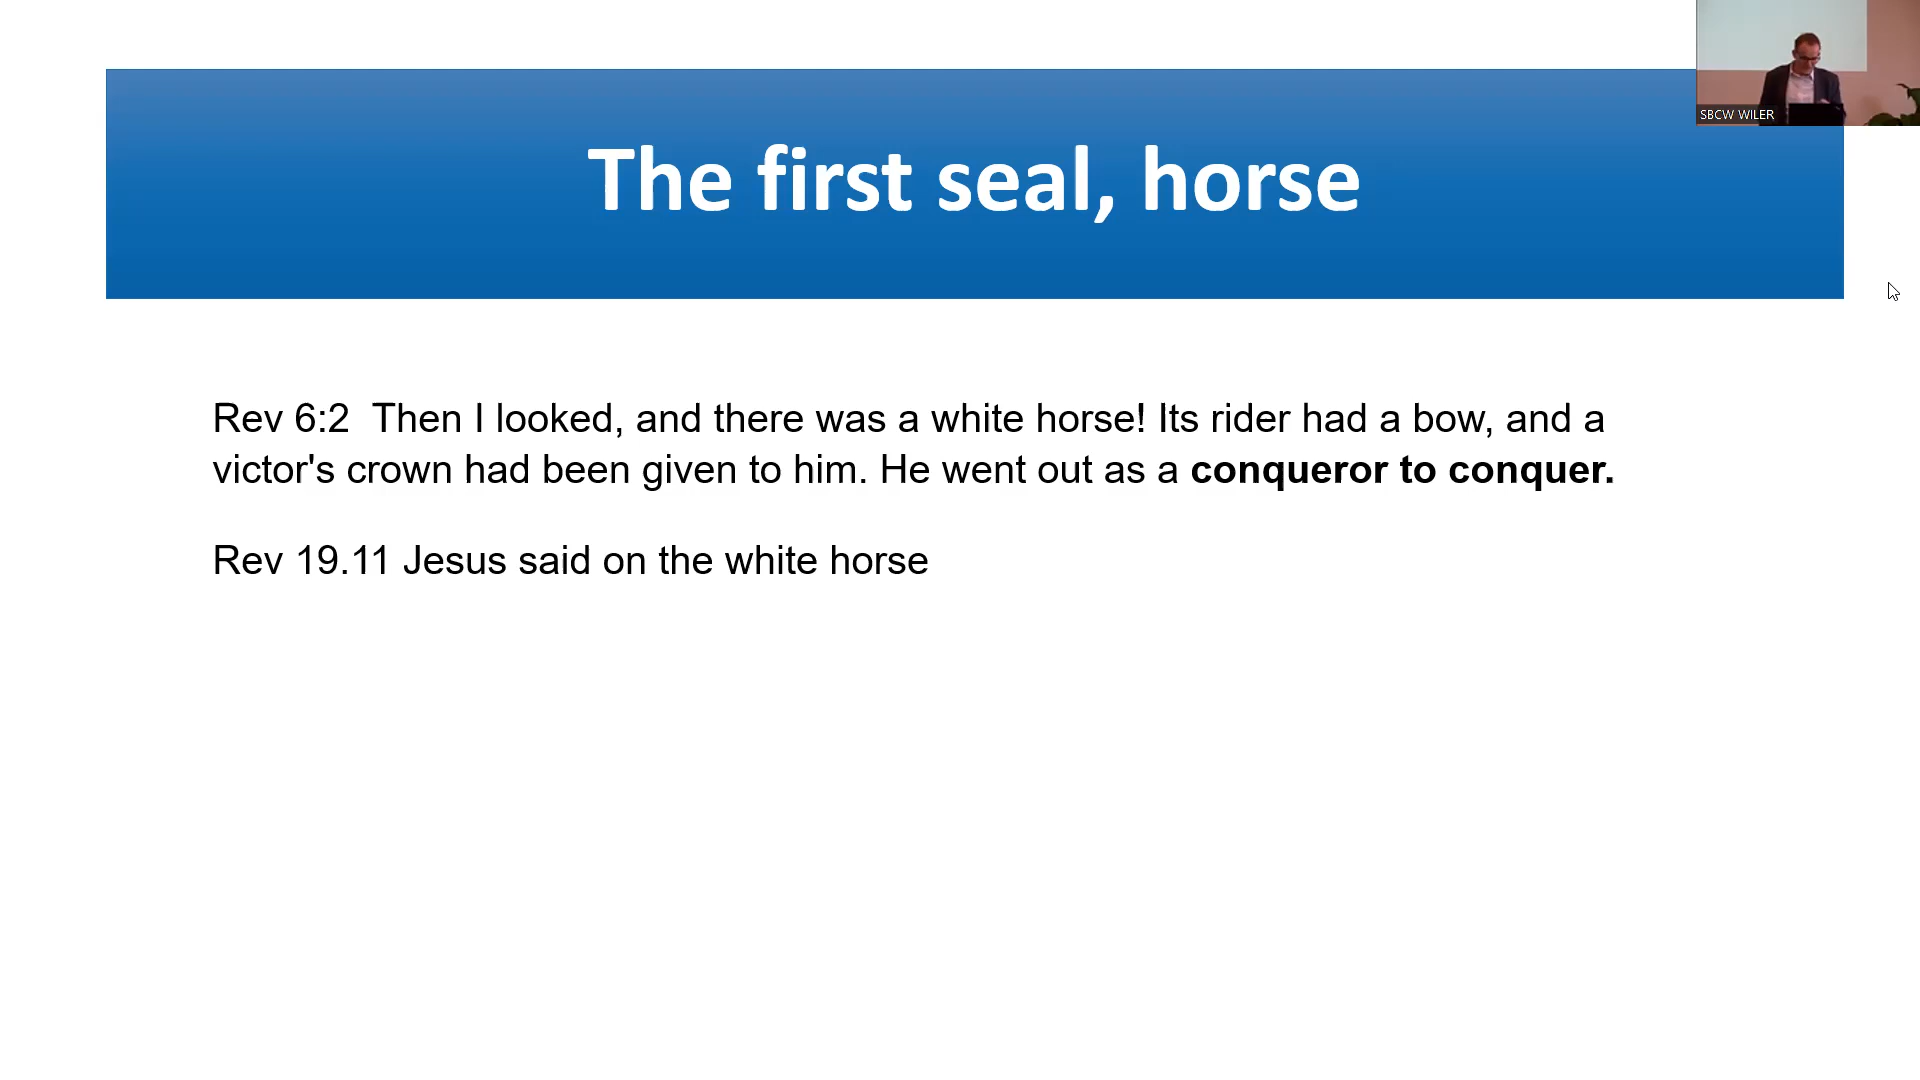 SBCW WILER
The first seal, horse
Rev 6:2  Then I looked, and there was a white horse! Its rider had a bow, and a
victor's crown had been given to him. He went out as a conqueror to conquer.
Rev 19.11 Jesus said on the white horse